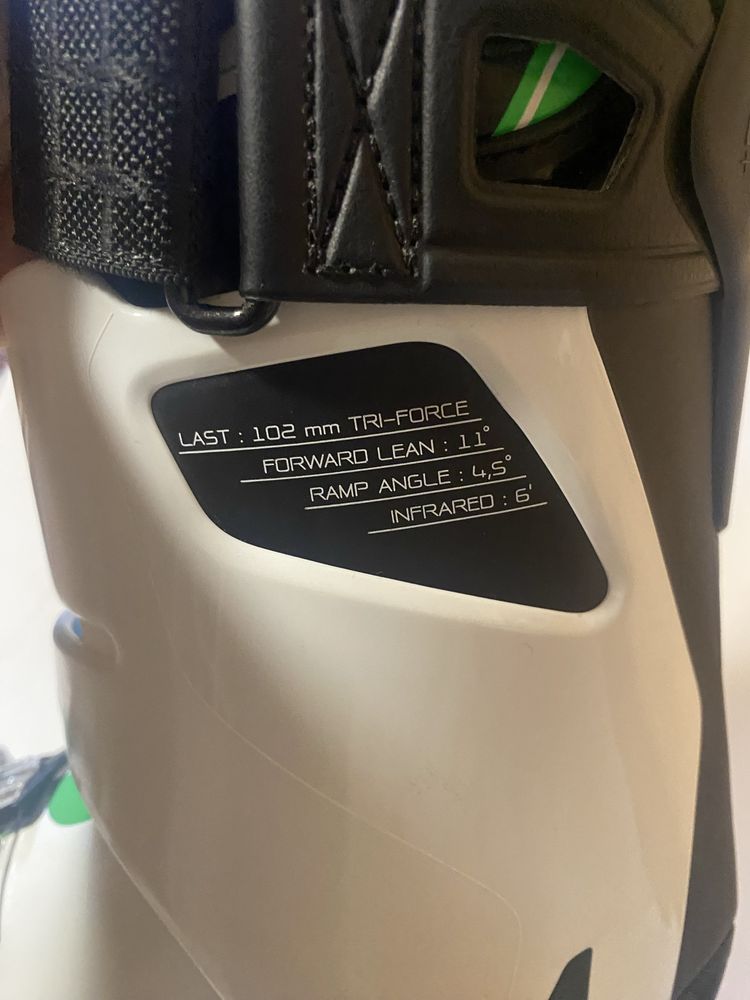 LAST : 102 mm TRI-FORCE
FORWARD LEAN : 11°
RAMP ANGLE : 4,5°
INFRARED : 6'